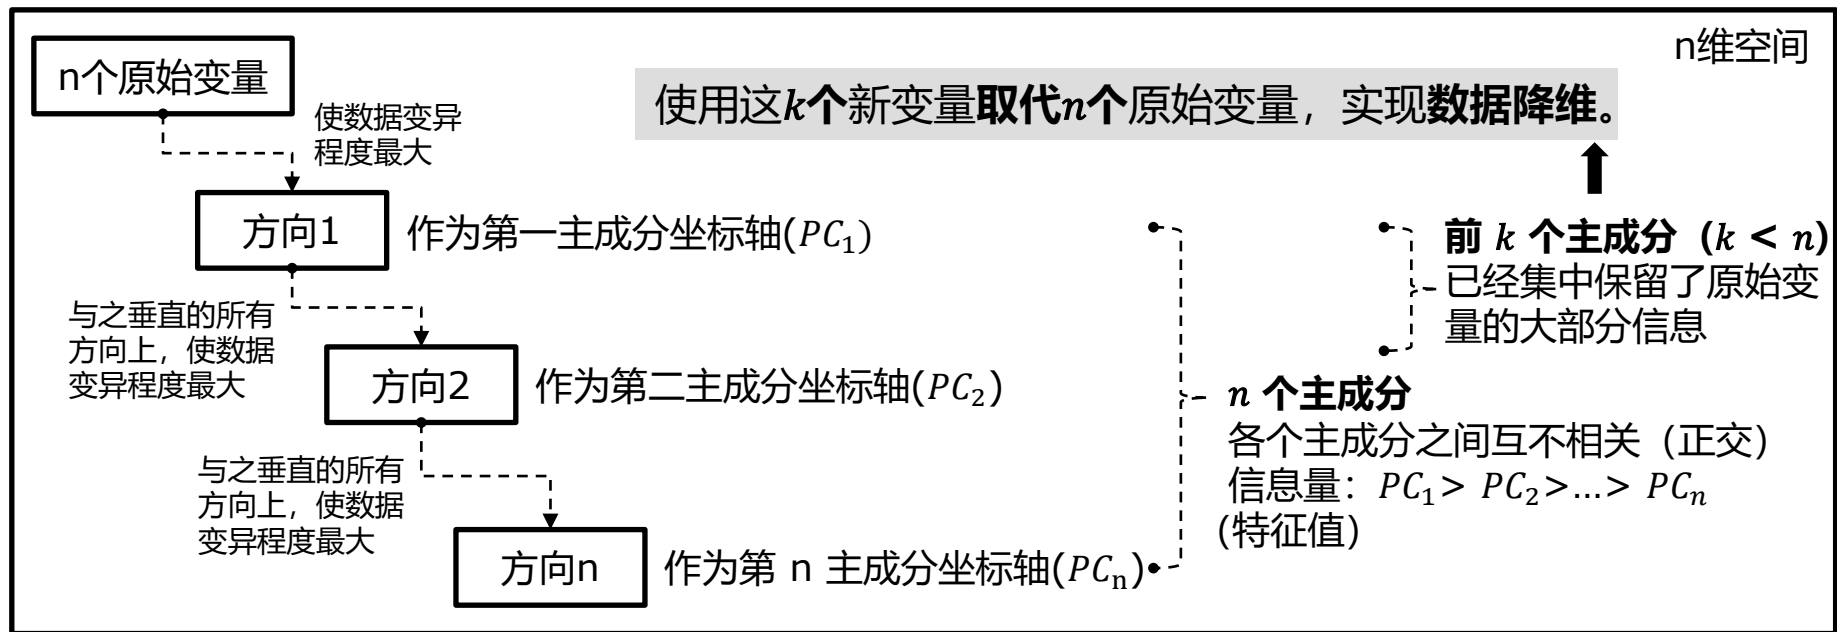 n维空间
n个原始变量
使用这k个新变量取代n个原始变量，实现数据降维。
使数据变异
程度最大
方向1
作为第一主成分坐标轴(PC₁)
与之垂直的所有
方向上，使数据
变异程度最大
方向2
作为第二主成分坐标轴(PC₂)
与之垂直的所有
方向上，使数据
变异程度最大
方向n
作为第 n 主成分坐标轴(PCₙ)
前 k 个主成分（k < n)
已经集中保留了原始变
量的大部分信息
n 个主成分
各个主成分之间互不相关（正交）
信息量：PC₁> PC₂>...> PCₙ
(特征值)